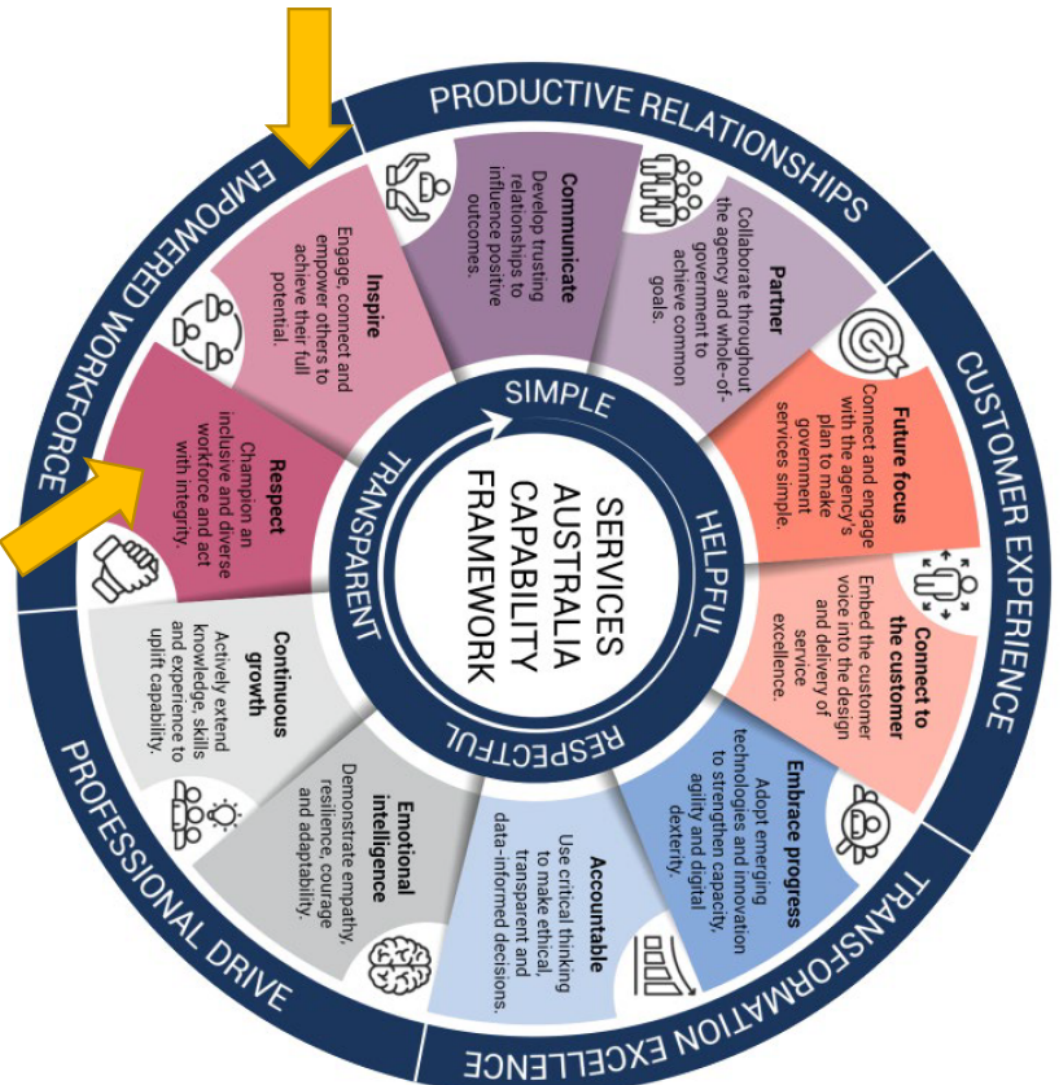 PRODUCTIVE RELATIONSHIPS
CUSTOMER EXPERIENCE
TRANSFORMATION EXCELLENCE
PROFESSIONAL DRIVE
EMPOWERED WORKFORCE
Communicate
Develop trusting
relationships to
influence positive
outcomes.
Partner
Collaborate throughout
the agency and whole-of-
government to
achieve common
goals.
Future focus
Connect and engage
with the agency's
plan to make
government
services simple.
Connect to
the customer
Embed the customer
voice into the design
and delivery of
service
excellence.
Embrace progress
Adopt emerging
technologies and innovation
to strengthen capacity,
agility and digital
dexterity.
Accountable
Use critical thinking
to make ethical,
transparent and
data-informed decisions.
Emotional
intelligence
Demonstrate empathy,
resilience, courage
and adaptability.
Continuous
growth
Actively extend
knowledge, skills
and experience to
uplift capability.
Respect
Champion an
inclusive and diverse
workforce and act
with integrity.
Inspire
Engage, connect and
empower others to
achieve their full
potential.
SIMPLE
HELPFUL
RESPECTFUL
TRANSPARENT
SERVICES
AUSTRALIA
CAPABILITY
FRAMEWORK